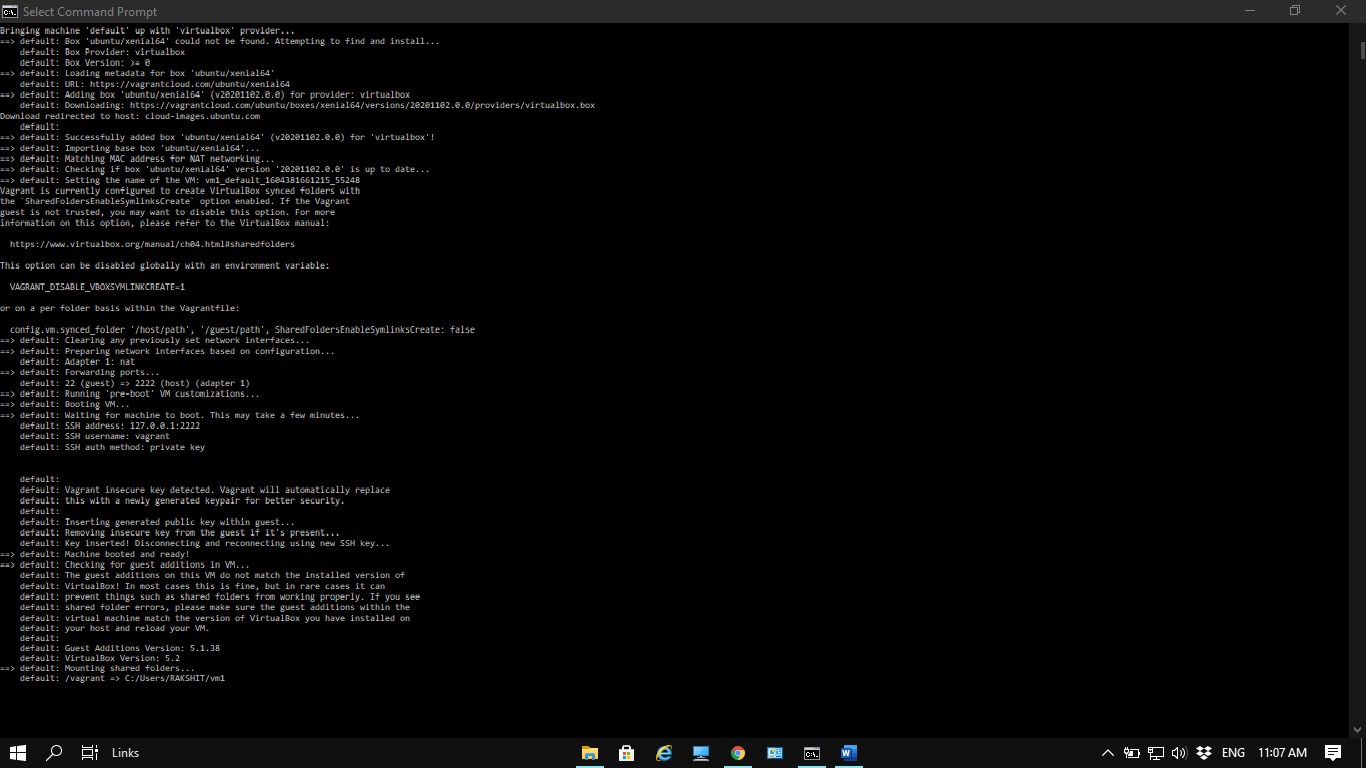 Select Command Prompt
Bringing machine 'default' up with 'virtualbox' provider...
==> default: Box 'ubuntu/xenial64' could not be found. Attempting to find and install...
default: Box Provider: virtualbox
default: Box Version: >= 0
==> default: Loading metadata for box 'ubuntu/xenial64'
default: URL: https://vagrantcloud.com/ubuntu/xenial64
==> default: Adding box 'ubuntu/xenial64' (v20201102.0.0) for provider: virtualbox
default: Downloading: https://vagrantcloud.com/ubuntu/boxes/xenial64/versions/20201102.0.0/providers/virtualbox.box
Download redirected to host: cloud-images.ubuntu.com
default:
==> default: Successfully added box 'ubuntu/xenial64' (v20201102.0.0) for 'virtualbox'!
==> default: Importing base box 'ubuntu/xenial64'...
==> default: Matching MAC address for NAT networking...
==> default: Checking if box 'ubuntu/xenial64' version '20201102.0.0' is up to date...
==> default: Setting the name of the VM: vm1_default_1604381661215_55248
Vagrant is currently configured to create VirtualBox synced folders with
the `SharedFoldersEnableSymlinksCreate` option enabled. If the Vagrant
guest is not trusted, you may want to disable this option. For more
information on this option, please refer to the VirtualBox manual:
https://www.virtualbox.org/manual/ch04.html#sharedfolders
This option can be disabled globally with an environment variable:
VAGRANT_DISABLE_VBOXSYMLINKCREATE=1
or on a per folder basis within the Vagrantfile:
config.vm.synced_folder '/host/path', '/guest/path', SharedFoldersEnableSymlinksCreate: false
==> default: Clearing any previously set network interfaces...
==> default: Preparing network interfaces based on configuration...
default: Adapter 1: nat
==> default: Forwarding ports...
default: 22 (guest) => 2222 (host) (adapter 1)
==> default: Running 'pre-boot' VM customizations...
==> default: Booting VM...
==> default: Waiting for machine to boot. This may take a few minutes...
default: SSH address: 127.0.0.1:2222
default: SSH username: vagrant
default: SSH auth method: private key
default:
default: Vagrant insecure key detected. Vagrant will automatically replace
default: this with a newly generated keypair for better security.
default:
default: Inserting generated public key within guest...
default: Removing insecure key from the guest if it's present...
default: Key inserted! Disconnecting and reconnecting using new SSH key...
==> default: Machine booted and ready!
==> default: Checking for guest additions in VM...
default: The guest additions on this VM do not match the installed version of
default: VirtualBox! In most cases this is fine, but in rare cases it can
default: prevent things such as shared folders from working properly. If you see
default: shared folder errors, please make sure the guest additions within the
default: virtual machine match the version of VirtualBox you have installed on
default: your host and reload your VM.
default:
default: Guest Additions Version: 5.1.38
default: VirtualBox Version: 5.2
==> default: Mounting shared folders...
default: /vagrant => C:/Users/RAKSHIT/vm1
Links
ENG
11:07 AM